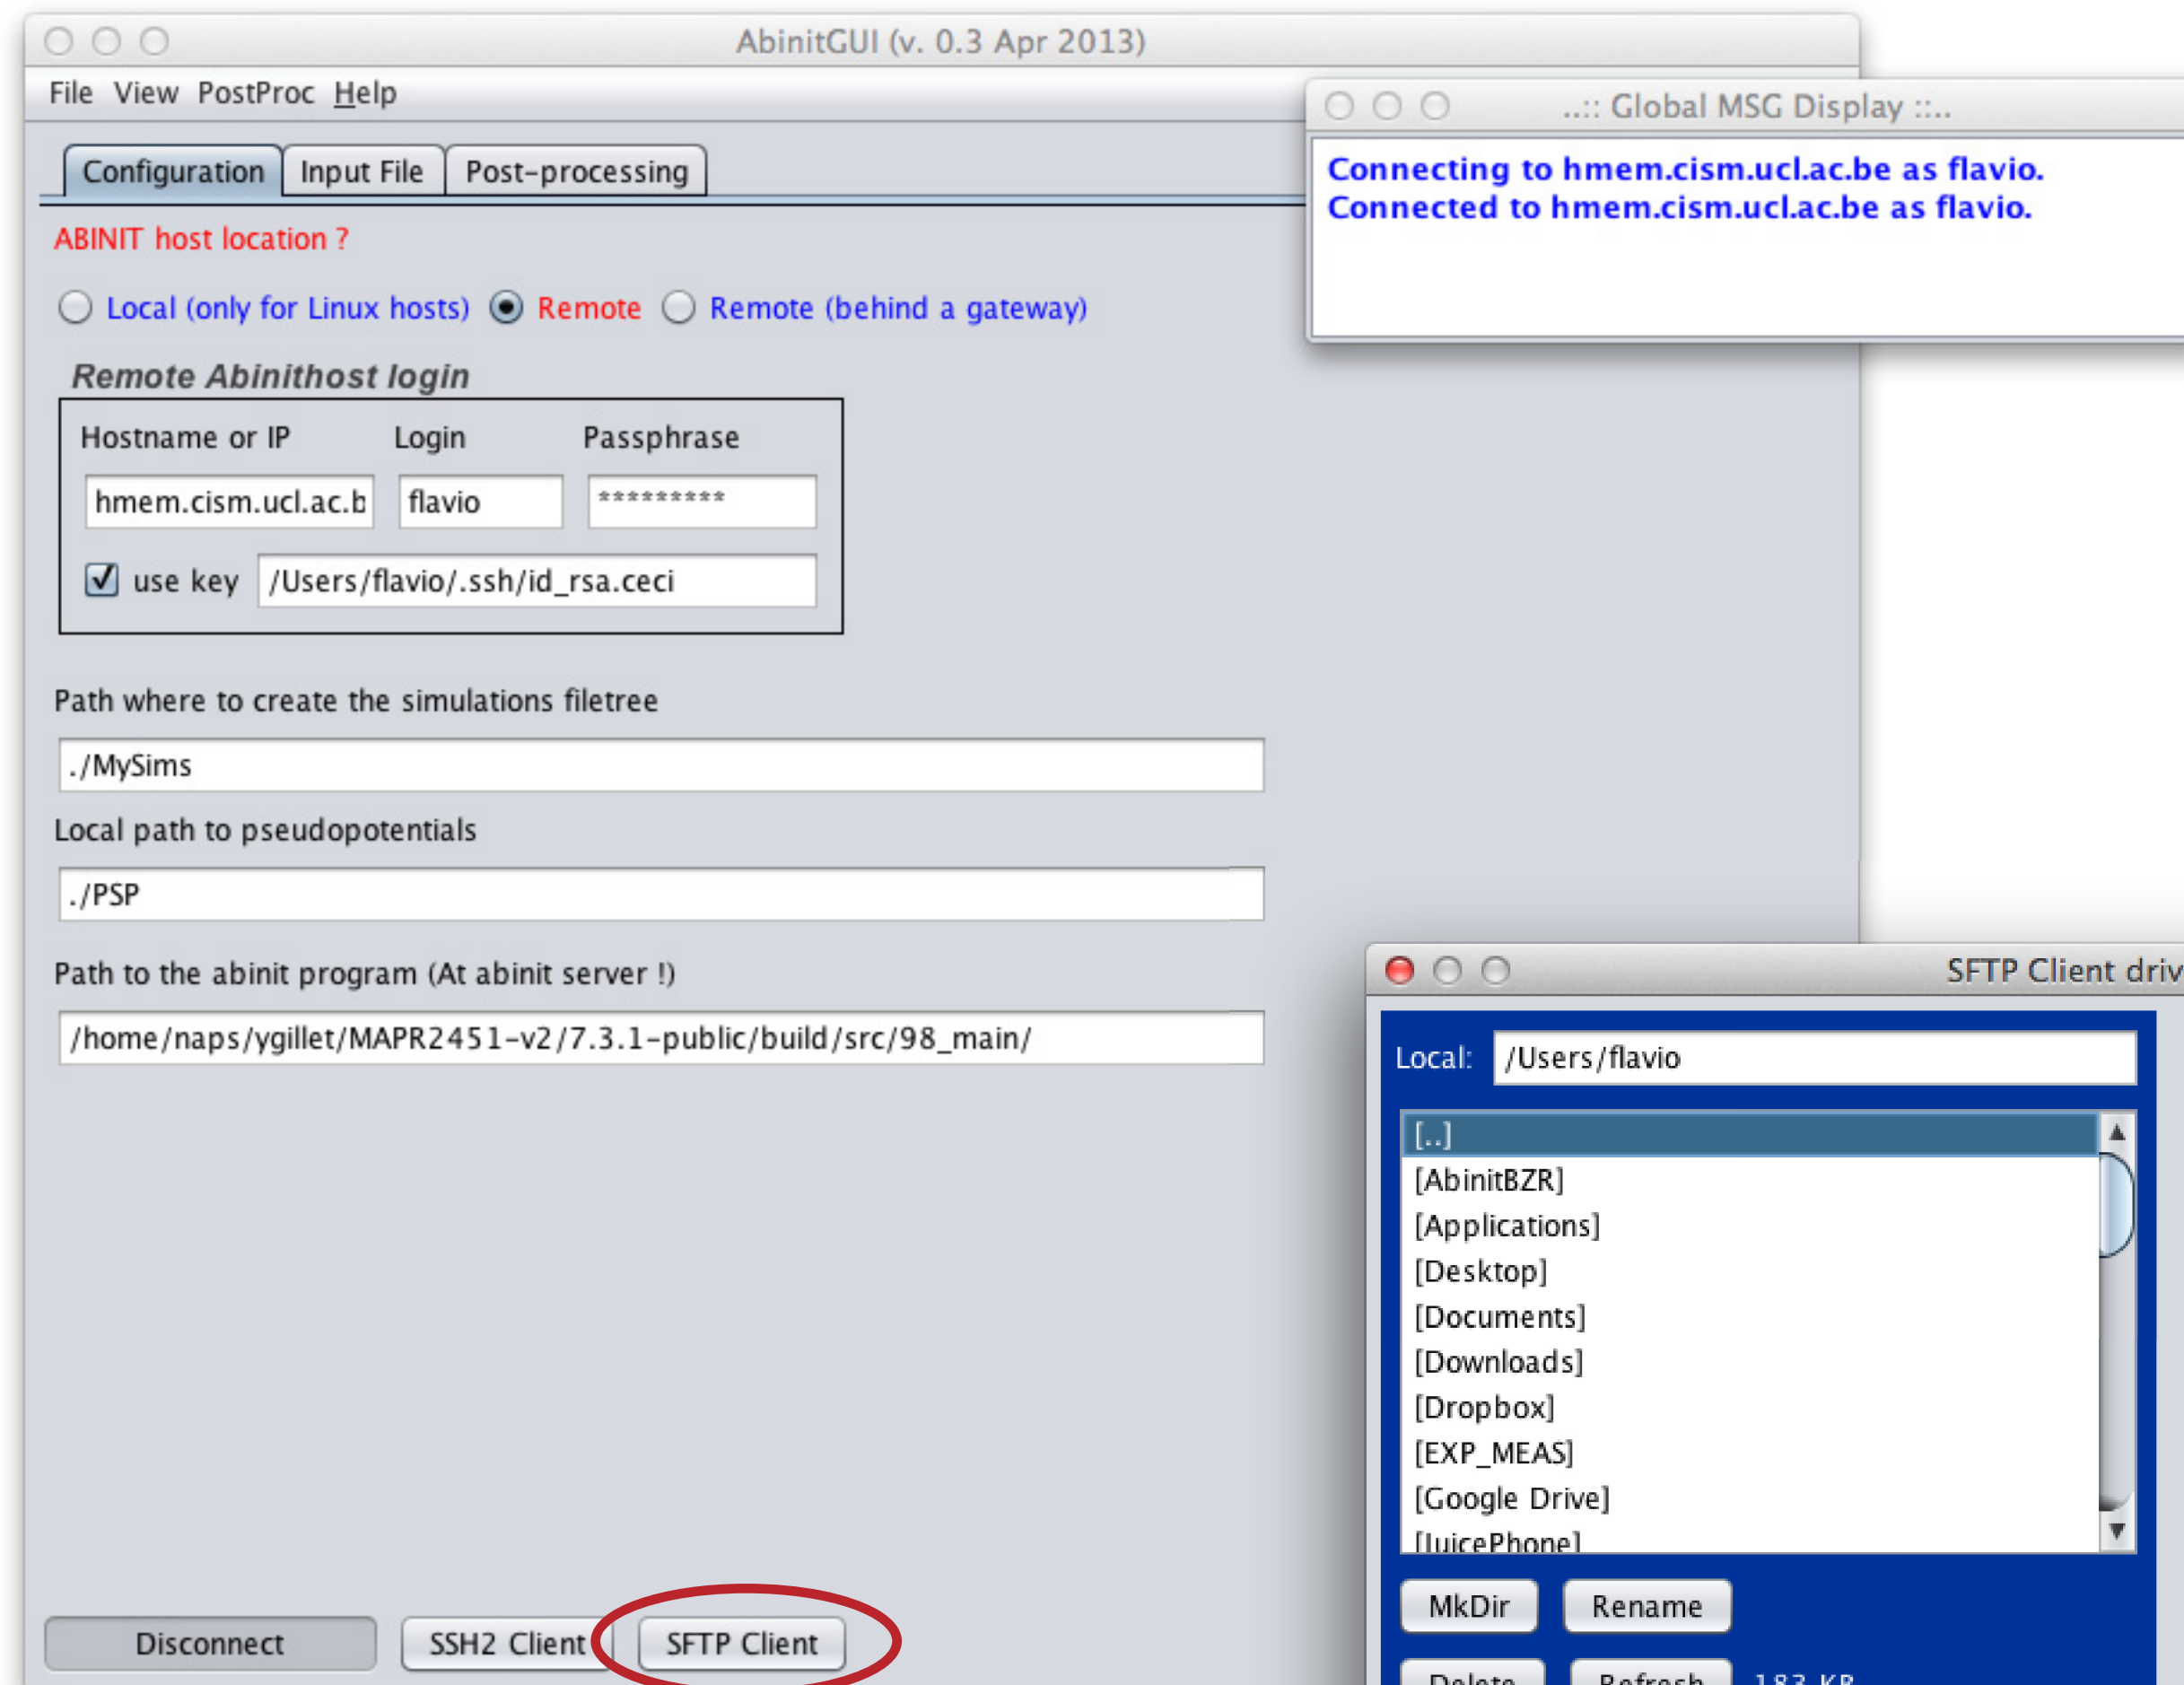 AbinitGUI (v. 0.3 Apr 2013)
File View PostProc Help
Configuration Input File Post-processing
ABINIT host location ?
Local (only for Linux hosts) Remote Remote (behind a gateway)
Remote Abinithost login
Hostname or IP Login Passphrase
hmem.cism.ucl.ac.b flavio *********
use key /Users/flavio/.ssh/id_rsa.ceci
Path where to create the simulations filetree
./MySims
Local path to pseudopotentials
./PSP
Path to the abinit program (At abinit server !)
/home/naps/ygillet/MAPR2451-v2/7.3.1-public/build/src/98_main/
Disconnect SSH2 Client SFTP Client
..:: Global MSG Display ::..
Connecting to hmem.cism.ucl.ac.be as flavio.
Connected to hmem.cism.ucl.ac.be as flavio.
SFTP Client driv
Local: /Users/flavio
[..]
[AbinitBZR]
[Applications]
[Desktop]
[Documents]
[Downloads]
[Dropbox]
[EXP_MEAS]
[Google Drive]
[JuicePhone]
MkDir Rename
Delete Refresh 183 KB